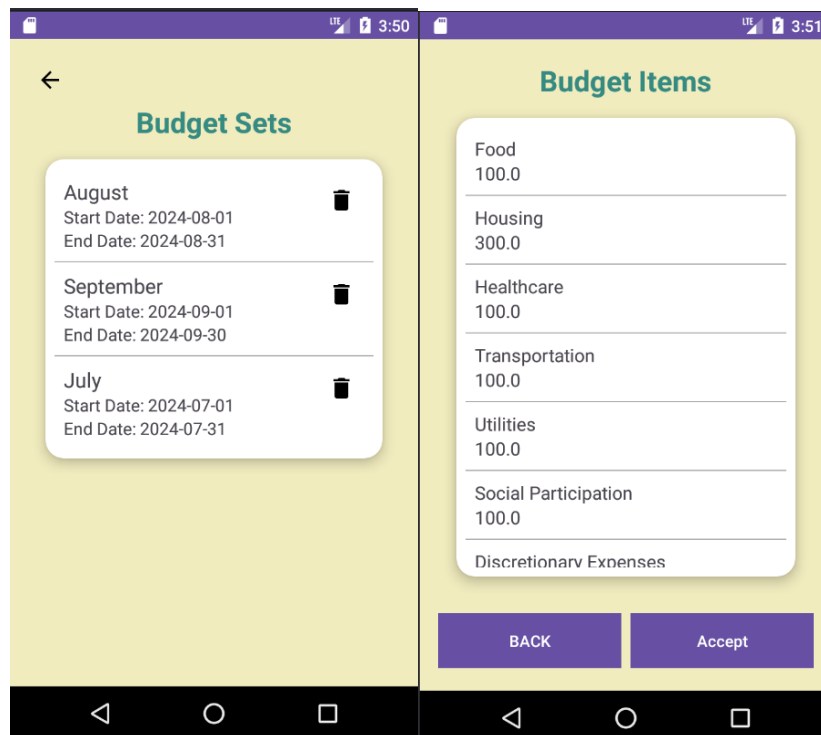 LTE 3:50
Budget Sets
August
Start Date: 2024-08-01
End Date: 2024-08-31
September
Start Date: 2024-09-01
End Date: 2024-09-30
July
Start Date: 2024-07-01
End Date: 2024-07-31
LTE 3:51
Budget Items
Food
100.0
Housing
300.0
Healthcare
100.0
Transportation
100.0
Utilities
100.0
Social Participation
100.0
Discretionary Expenses
BACK Accept